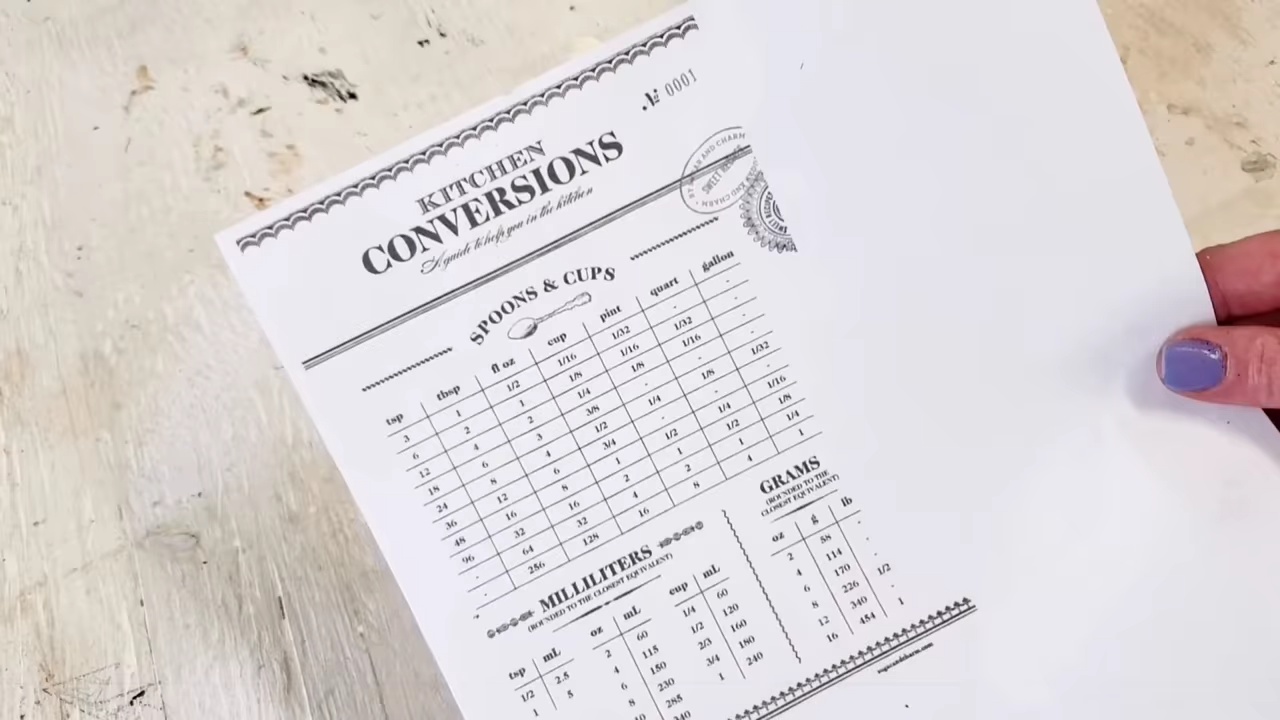 № 0001
KITCHEN
CONVERSIONS
A guide to help you in the kitchen
SWEET RECIPES
SPOONS & CUPS
tsp tbsp fl oz cup pint quart gallon
3 1 1/2 1/16 1/32 - -
6 2 1 1/8 1/16 1/32 -
12 4 2 1/4 1/8 1/16 -
18 6 3 3/8 - - -
24 8 4 1/2 1/4 1/8 1/32
36 12 6 3/4 - - -
48 16 8 1 1/2 1/4 1/16
96 32 16 2 1 1/2 1/8
- 64 32 4 2 1 1/4
- 256 128 16 8 4 1
MILLILITERS
(ROUNDED TO THE CLOSEST EQUIVALENT)
tsp mL
1/2 2.5
1 5
oz mL
2 60
4 115
6 150
8 230
10 285
340
cup mL
1/4 60
1/2 120
2/3 160
3/4 180
1 240
GRAMS
(ROUNDED TO THE
CLOSEST EQUIVALENT)
oz g lb
2 58 -
4 114 -
6 170 -
8 226 1/2
12 340 -
16 454 1